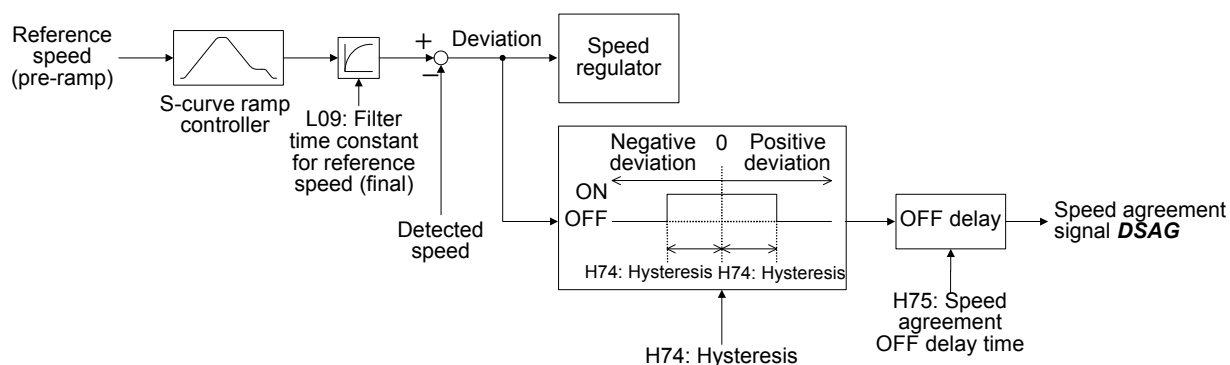 Reference
speed
(pre-ramp)
S-curve ramp
controller
L09: Filter
time constant
for reference
speed (final)
+
−
Deviation
Detected
speed
Speed
regulator
Negative
deviation
0
Positive
deviation
ON
OFF
H74: Hysteresis
H74: Hysteresis
H74: Hysteresis
OFF delay
H75: Speed
agreement
OFF delay time
Speed agreement
signal DSAG